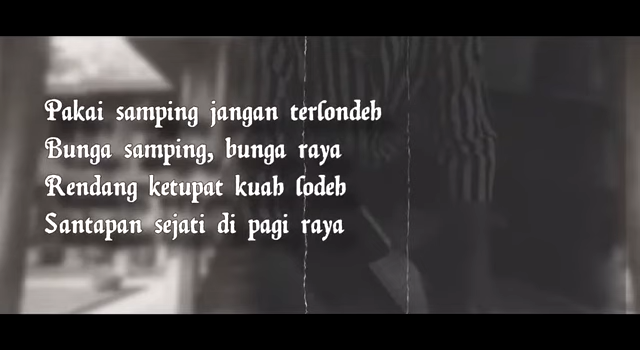 Pakai samping jangan terlondeh
Bunga samping, bunga raya
Rendang ketupat kuah lodeh
Santapan sejati di pagi raya